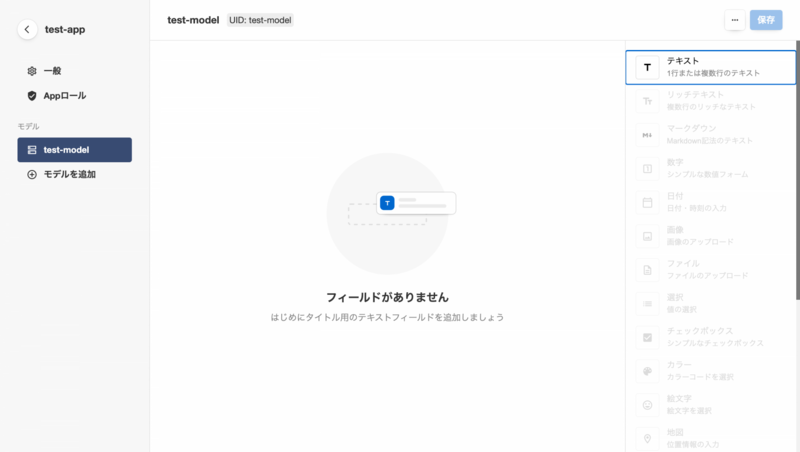 test-app
一般
Appロール
モデル
test-model
モデルを追加
test-model
UID: test-model
保存
フィールドがありません
はじめにタイトル用のテキストフィールドを追加しましょう
テキスト
1行または複数行のテキスト
リッチテキスト
複数行のリッチなテキスト
マークダウン
Markdown記法のテキスト
数字
シンプルな数値フォーム
日付
日付・時刻の入力
画像
画像のアップロード
ファイル
ファイルのアップロード
選択
値の選択
チェックボックス
シンプルなチェックボックス
カラー
カラーコードを選択
絵文字
絵文字を選択
地図
位置情報の入力